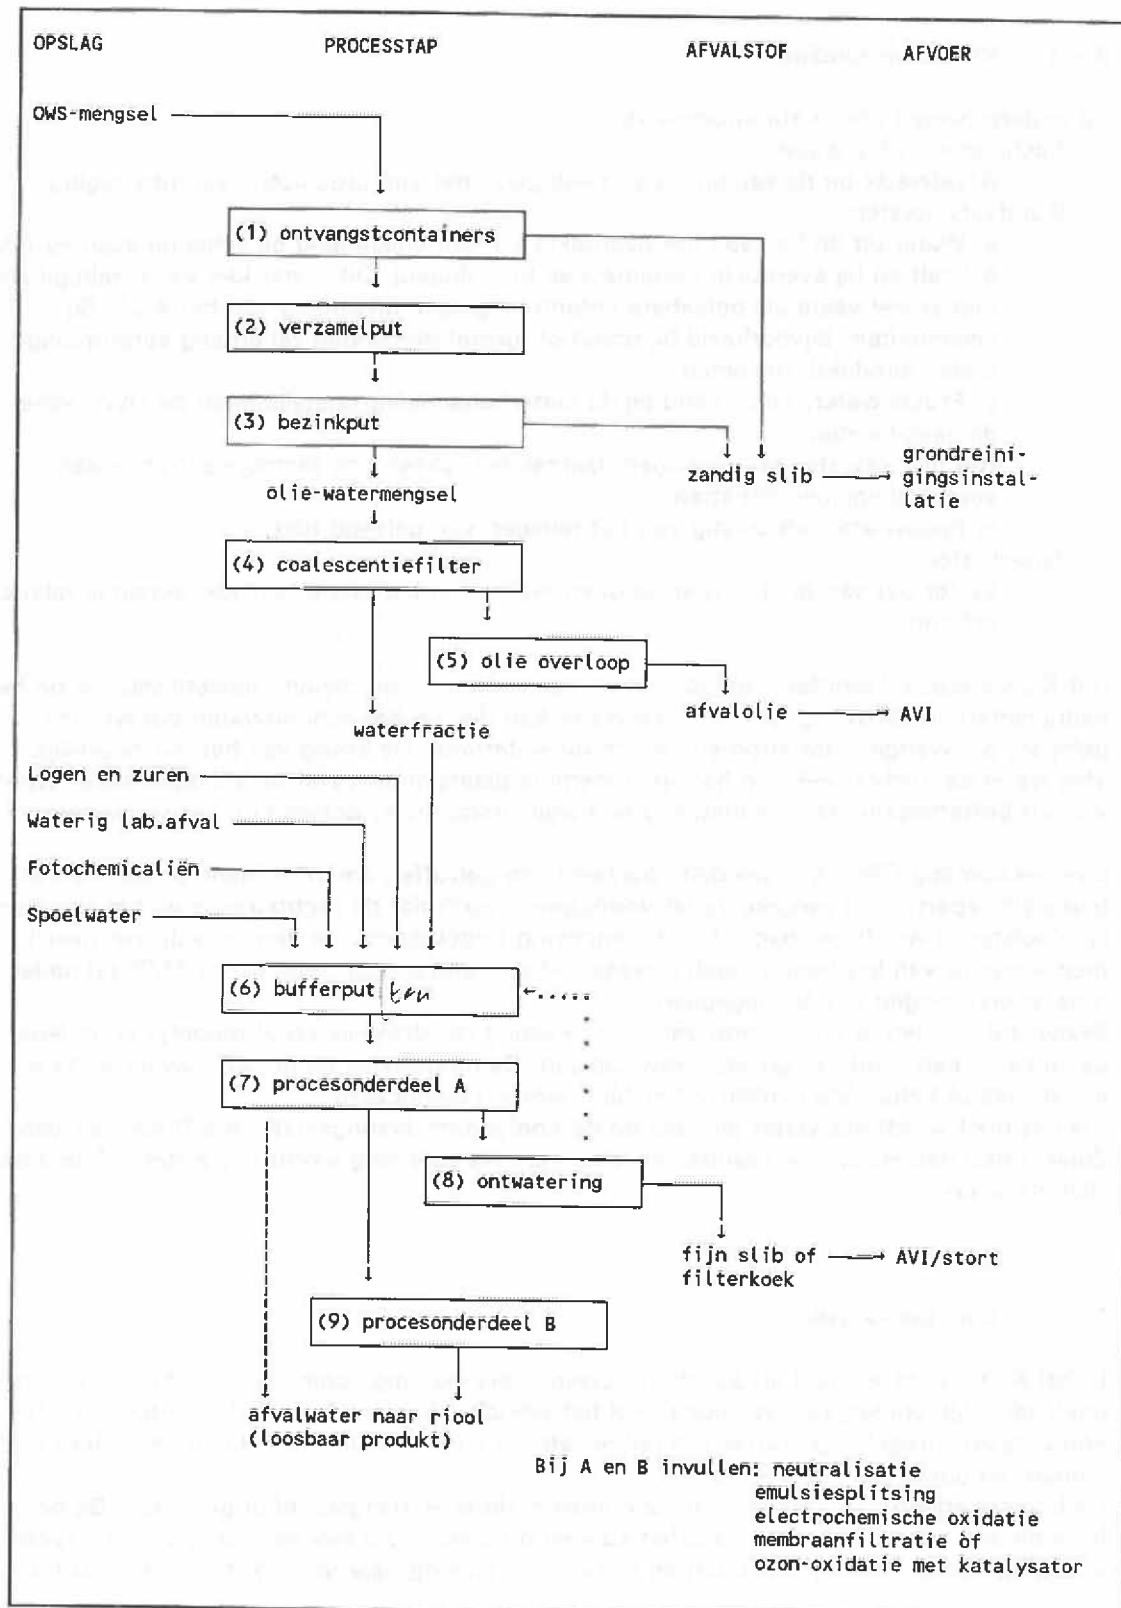 OPSLAG PROCESSTAP AFVALSTOF AFVOER
OWS-mengsel
(1) ontvangstcontainers
(2) verzamelput
(3) bezinkput
zandig slib
grondreini-
gingsinstal-
latie
olie-watermengsel
(4) coalescentiefilter
(5) olie overloop
afvalolie AVI
waterfractie
Logen en zuren
Waterig lab.afval
Fotochemicaliën
Spoelwater
(6) bufferput ten
(7) procesonderdeel A
(8) ontwatering
fijn slib of AVI/stort
filterkoek
(9) procesonderdeel B
afvalwater naar riool
(loosbaar produkt)
Bij A en B invullen: neutralisatie
emulsiesplitsing
electrochemische oxidatie
membraanfiltratie of
ozon-oxidatie met katalysator